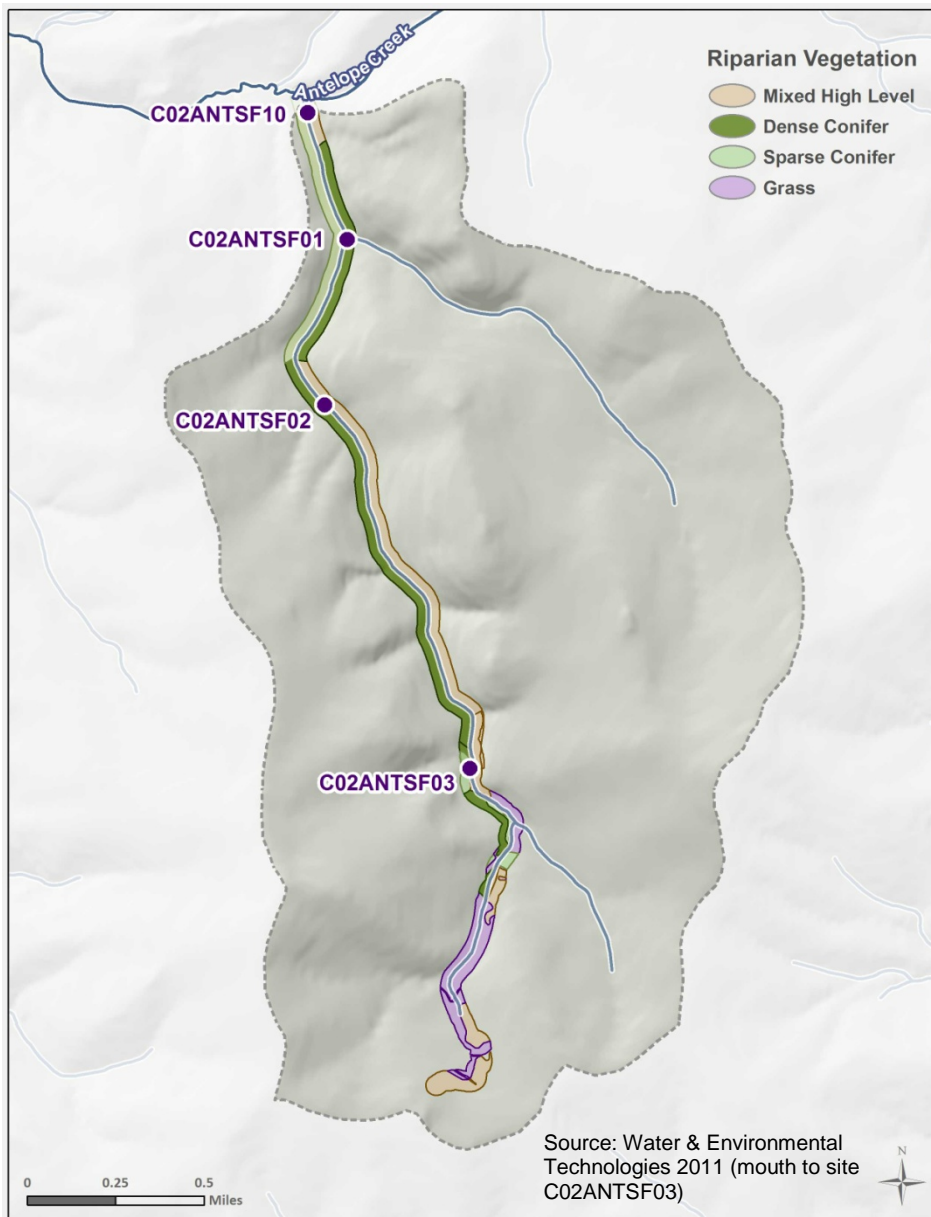 Antelope Creek
C02ANTSF10
C02ANTSF01
C02ANTSF02
C02ANTSF03
Riparian Vegetation
Mixed High Level
Dense Conifer
Sparse Conifer
Grass
Source: Water & Environmental
Technologies 2011 (mouth to site
C02ANTSF03)
N
0 0.25 0.5
Miles